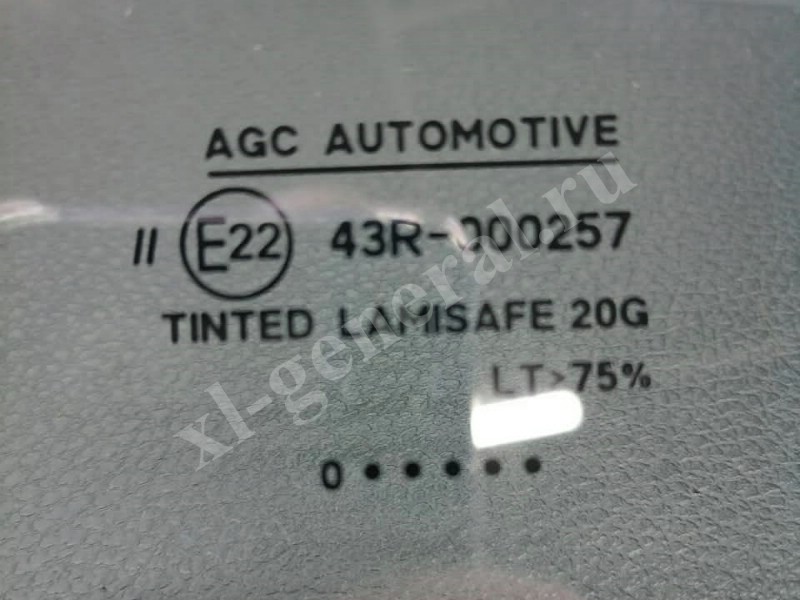 AGC AUTOMOTIVE
II E22 43R-000257
TINTED LAMISAFE 20G
LT>75%
0 • • • • •
xl-general.ru